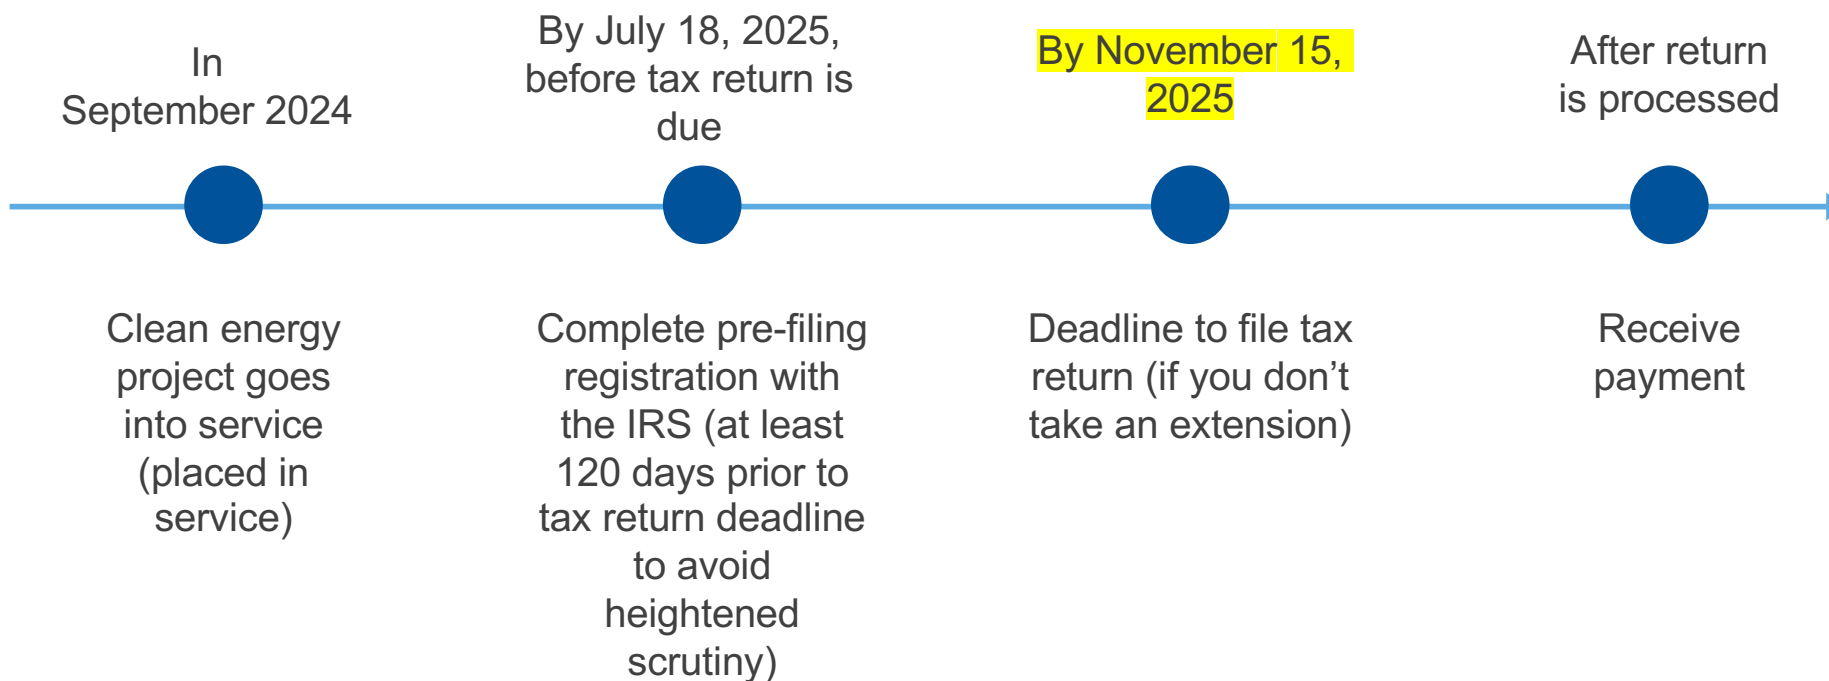 In
September 2024
By July 18, 2025,
before tax return is
due
By November 15,
2025
After return
is processed
Clean energy
project goes
into service
(placed in
service)
Complete pre-filing
registration with
the IRS (at least
120 days prior to
tax return deadline
to avoid
heightened
scrutiny)
Deadline to file tax
return (if you don’t
take an extension)
Receive
payment